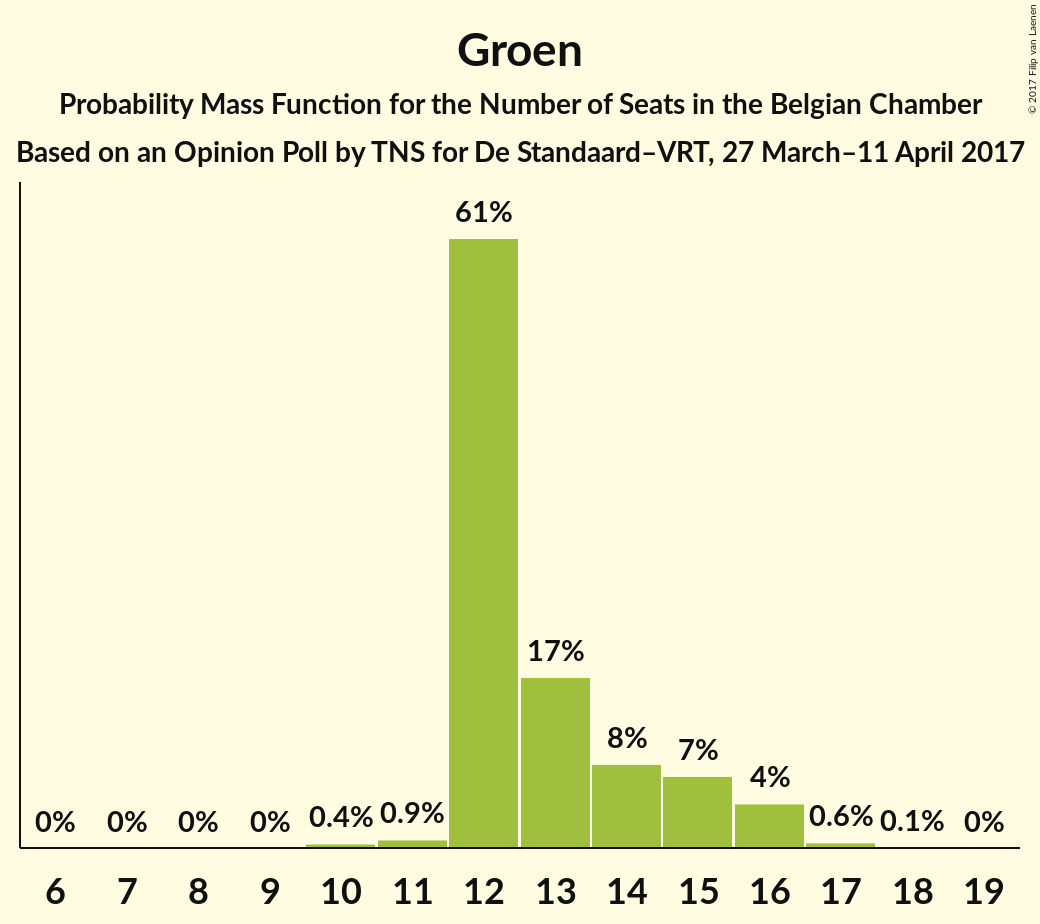 Groen
Probability Mass Function for the Number of Seats in the Belgian Chamber
Based on an Opinion Poll by TNS for De Standaard–VRT, 27 March–11 April 2017
© 2017 Filip van Laenen
61%
17%
8%
7%
4%
0% 0% 0% 0% 0.4% 0.9% 0.6% 0.1% 0%
6 7 8 9 10 11 12 13 14 15 16 17 18 19